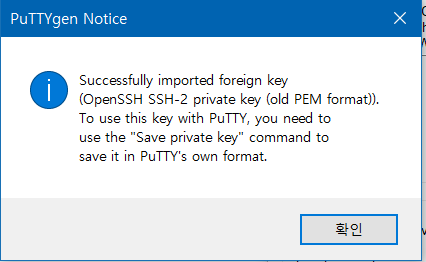 PuTTYgen Notice
Successfully imported foreign key
(OpenSSH SSH-2 private key (old PEM format)).
To use this key with PuTTY, you need to
use the "Save private key" command to
save it in PuTTY's own format.
확인